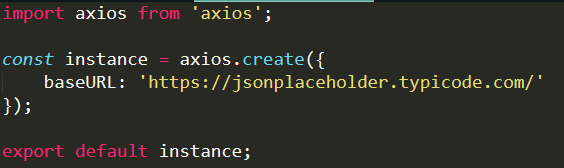 import axios from 'axios';
const instance = axios.create({
    baseURL: 'https://jsonplaceholder.typicode.com/'
});
export default instance;